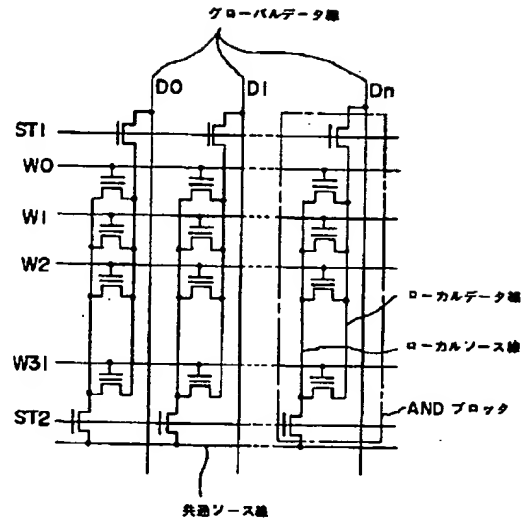 グローバルデータ線
D0 D1 Dn
ST1
W0
W1
W2
ローカルデータ線
ローカルソース線
W31
AND ブロック
ST2
共通ソース線